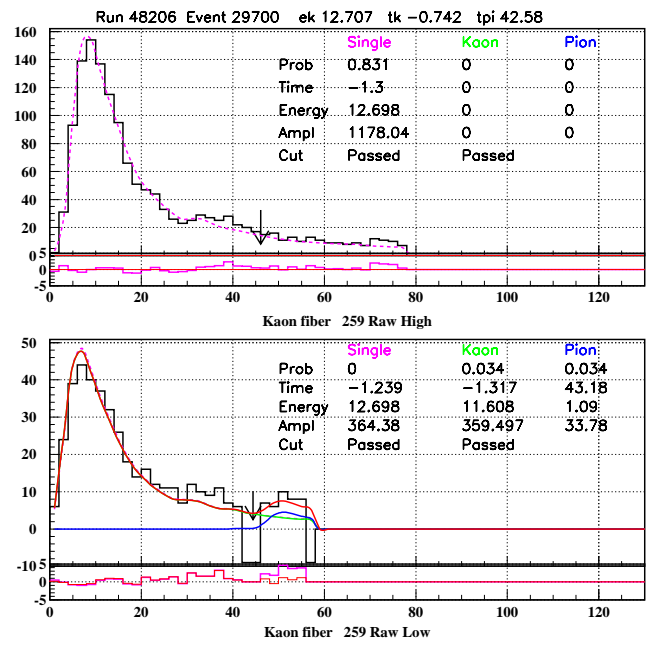 Run 48206 Event 29700 ek 12.707 tk −0.742 tpi 42.58
160
140
120
100
80
60
40
20
Single Kaon Pion
Prob 0.831 0 0
Time −1.3 0 0
Energy 12.698 0 0
Ampl 1178.04 0 0
Cut Passed Passed
5
0
-5
0 20 40 60 80 100 120
Kaon fiber 259 Raw High
50
40
30
20
10
0
-10
Single Kaon Pion
Prob 0 0.034 0.034
Time −1.239 −1.317 43.18
Energy 12.698 11.608 1.09
Ampl 364.38 359.497 33.78
Cut Passed Passed
5
0
-5
0 20 40 60 80 100 120
Kaon fiber 259 Raw Low